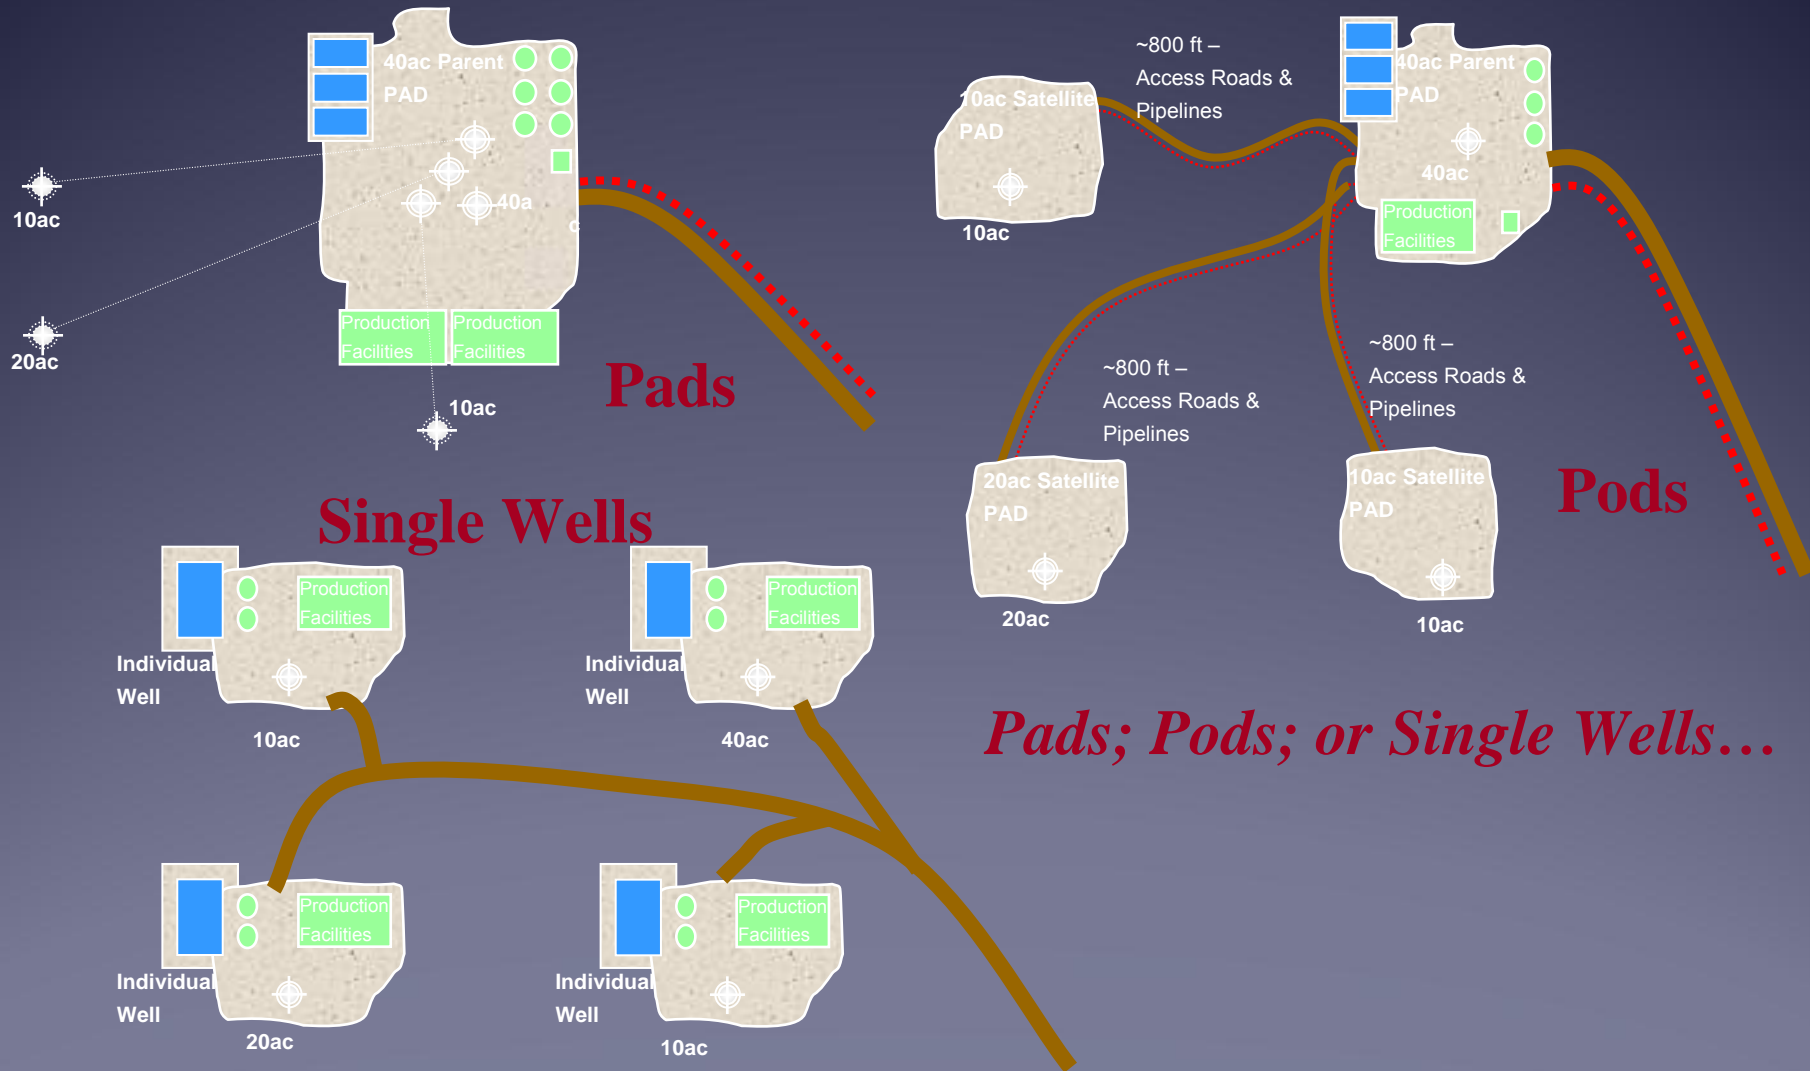 40ac Parent
PAD
10ac
20ac
40a
c
Production
Facilities
Production
Facilities
10ac
Pads
~800 ft –
Access Roads &
Pipelines
10ac Satellite
PAD
10ac
40ac Parent
PAD
40ac
Production
Facilities
~800 ft –
Access Roads &
Pipelines
~800 ft –
Access Roads &
Pipelines
20ac Satellite
PAD
20ac
10ac Satellite
PAD
10ac
Pods
Single Wells
Production
Facilities
Individual
Well
10ac
Production
Facilities
Individual
Well
40ac
Pads; Pods; or Single Wells…
Production
Facilities
Individual
Well
20ac
Production
Facilities
Individual
Well
10ac